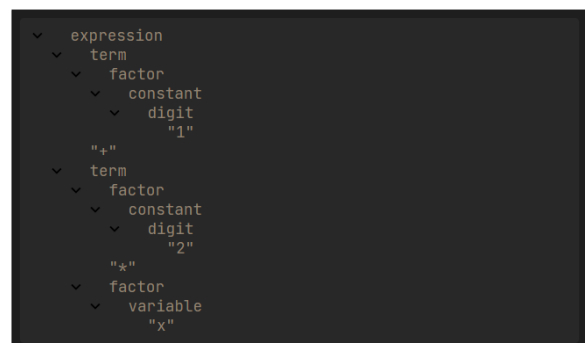 expression
term
factor
constant
digit
"1"
"+"
term
factor
constant
digit
"2"
"*"
factor
variable
"x"